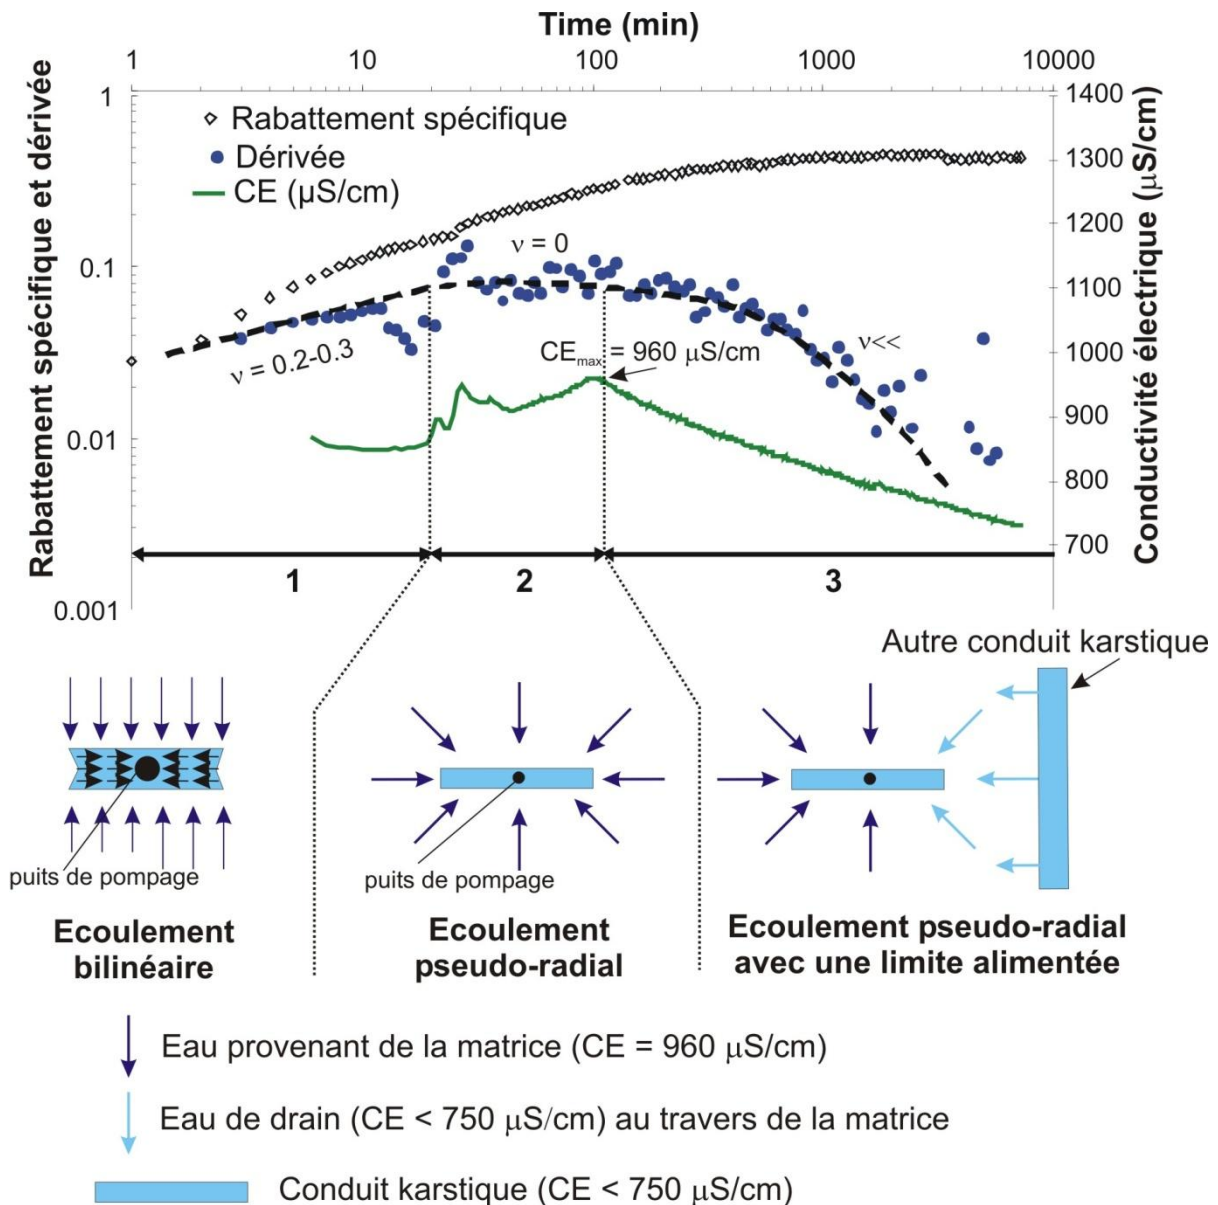 Time (min)
1 10 100 1000 10000
Rabattement spécifique et dérivée
1
0.1
0.01
0.001
Rabattement spécifique
Dérivée
CE (µS/cm)
ν = 0
ν = 0.2-0.3
ν<<
CEmax = 960 µS/cm
1400
1300
1200
1100
1000
900
800
700
Conductivité électrique (µS/cm)
1 2 3
Autre conduit karstique
puits de pompage
puits de pompage
Ecoulement
bilinéaire
Ecoulement
pseudo-radial
Ecoulement pseudo-radial
avec une limite alimentée
Eau provenant de la matrice (CE = 960 µS/cm)
Eau de drain (CE < 750 µS/cm) au travers de la matrice
Conduit karstique (CE < 750 µS/cm)